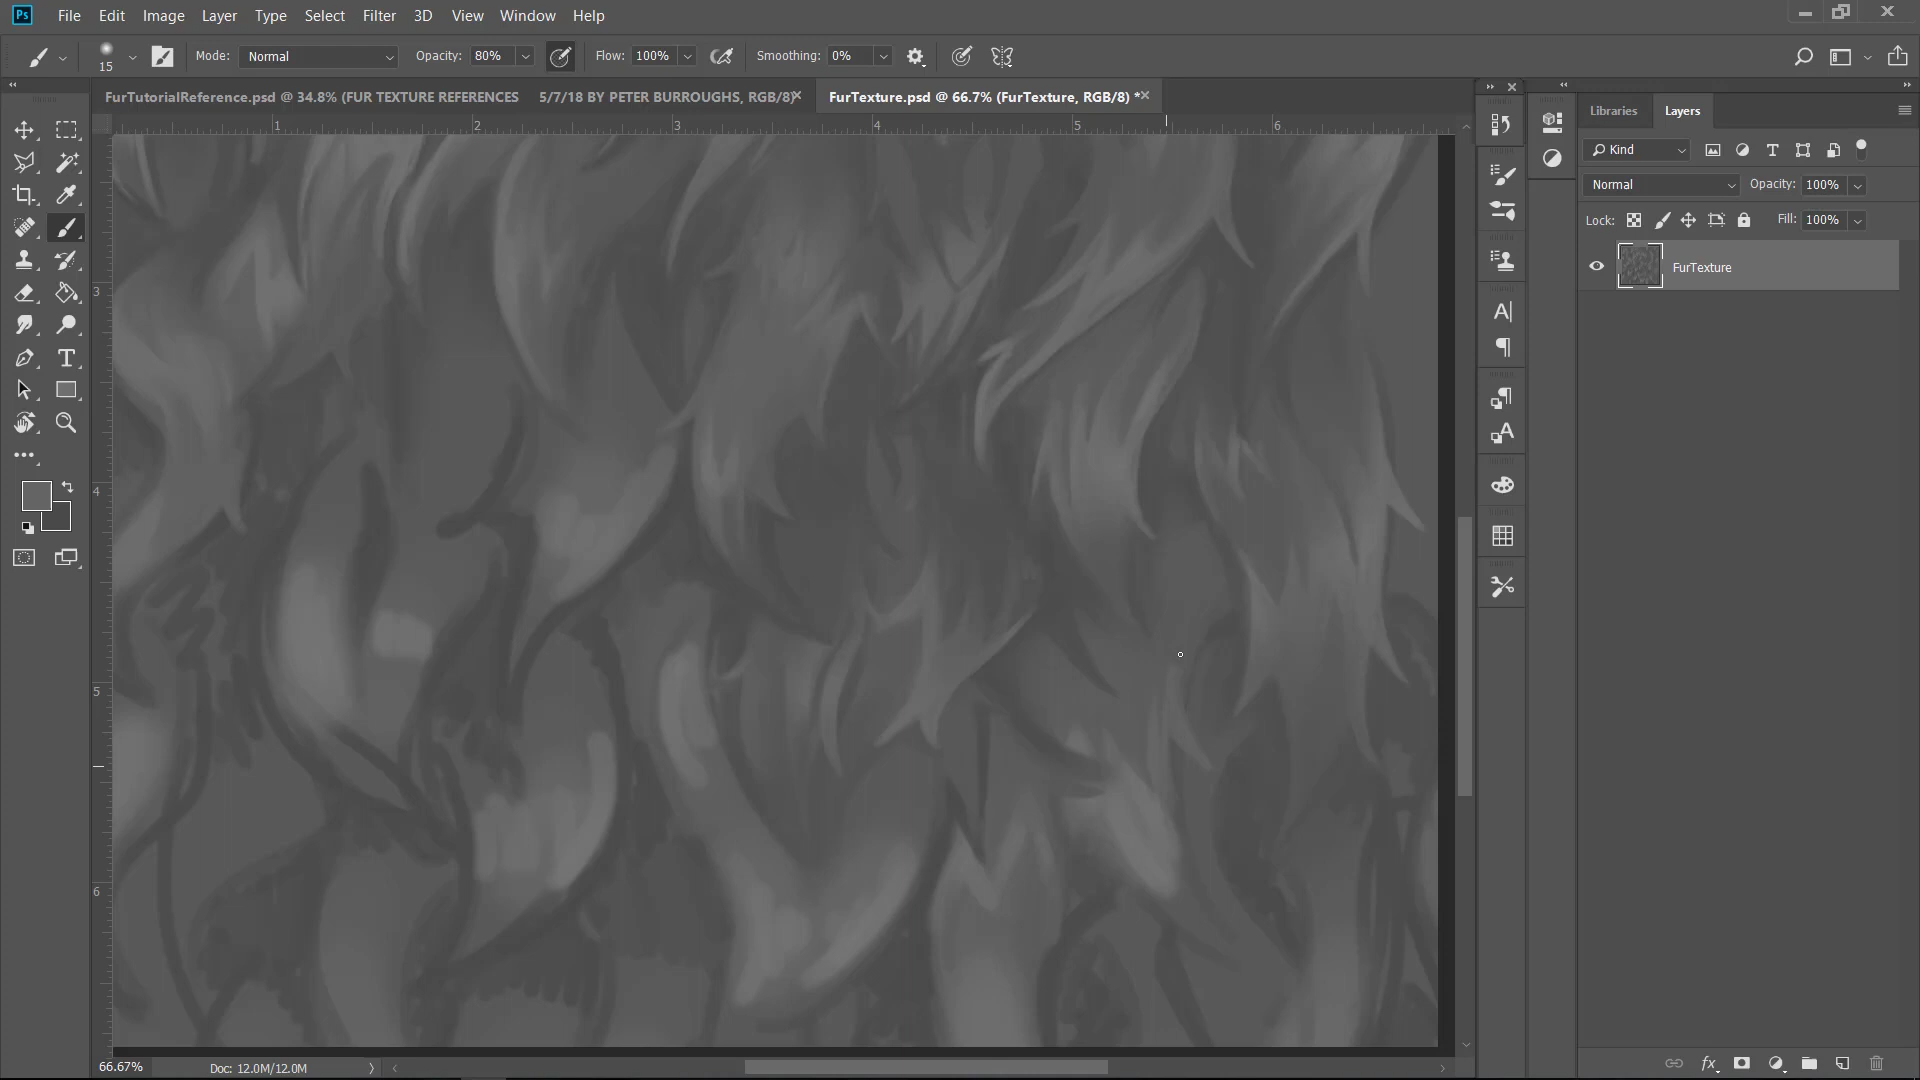 Ps File Edit Image Layer Type Select Filter 3D View Window Help
15 Mode: Normal Opacity: 80% Flow: 100% Smoothing: 0%
FurTutorialReference.psd @ 34.8% (FUR TEXTURE REFERENCES 5/7/18 BY PETER BURROUGHS, RGB/8) FurTexture.psd @ 66.7% (FurTexture, RGB/8) *
Libraries Layers
1 2 3 4 5 6
Kind
Normal Opacity: 100%
Lock: Fill: 100%
FurTexture
3
4
5
6
66.67% Doc: 12.0M/12.0M
fx